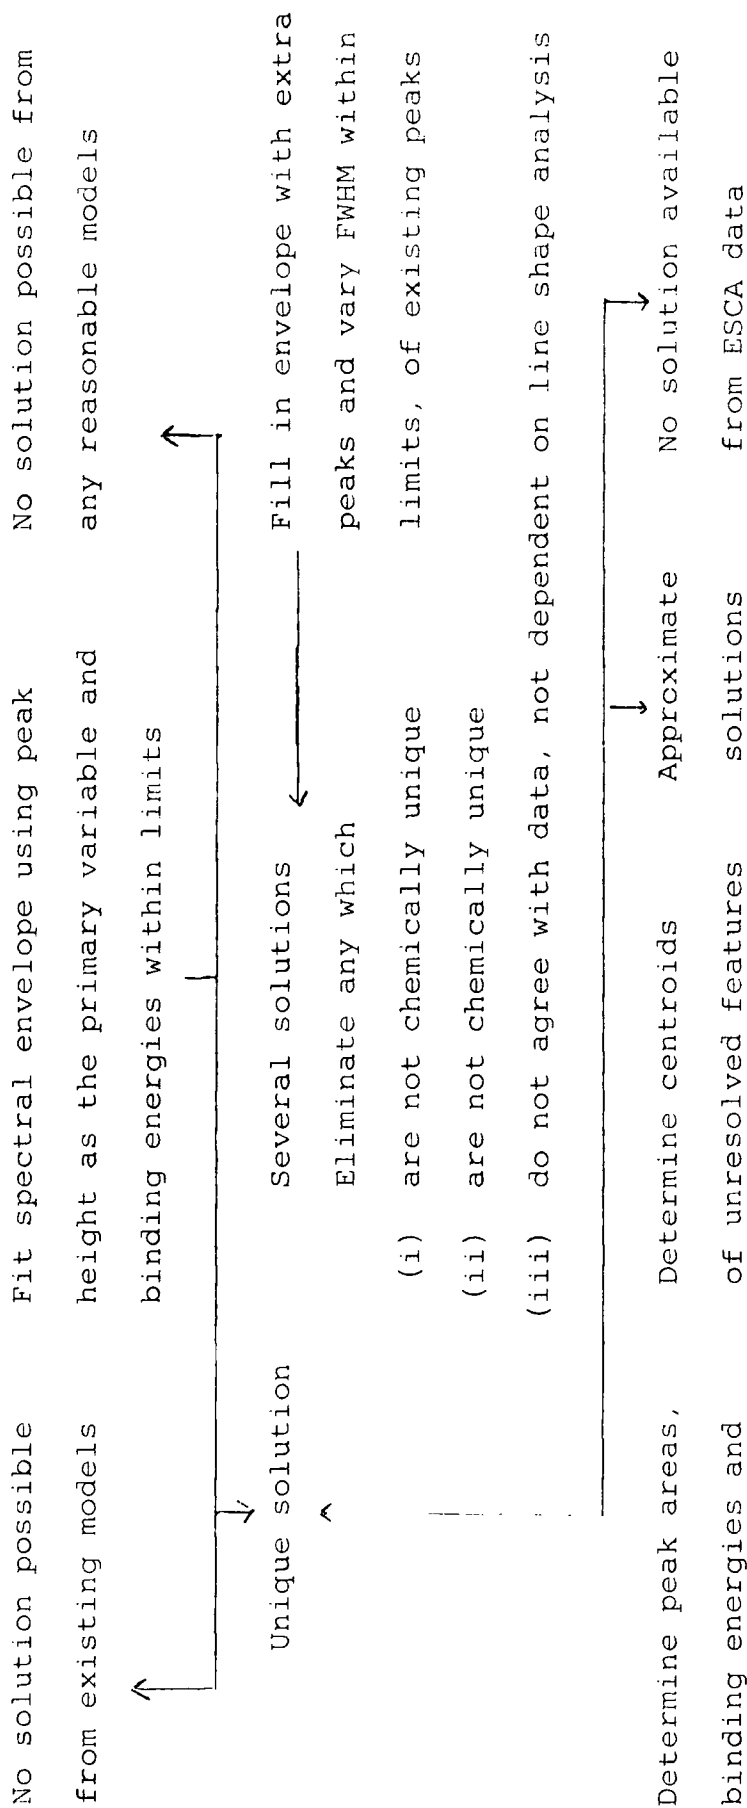 No solution possible
from existing models
Fit spectral envelope using peak
height as the primary variable and
binding energies within limits
No solution possible from
any reasonable models
Unique solution
Several solutions
Eliminate any which
(i) are not chemically unique
(ii) are not chemically unique
(iii) do not agree with data, not dependent on line shape analysis
Fill in envelope with extra
peaks and vary FWHM within
limits, of existing peaks
Determine peak areas,
binding energies and
Determine centroids
of unresolved features
Approximate
solutions
No solution available
from ESCA data